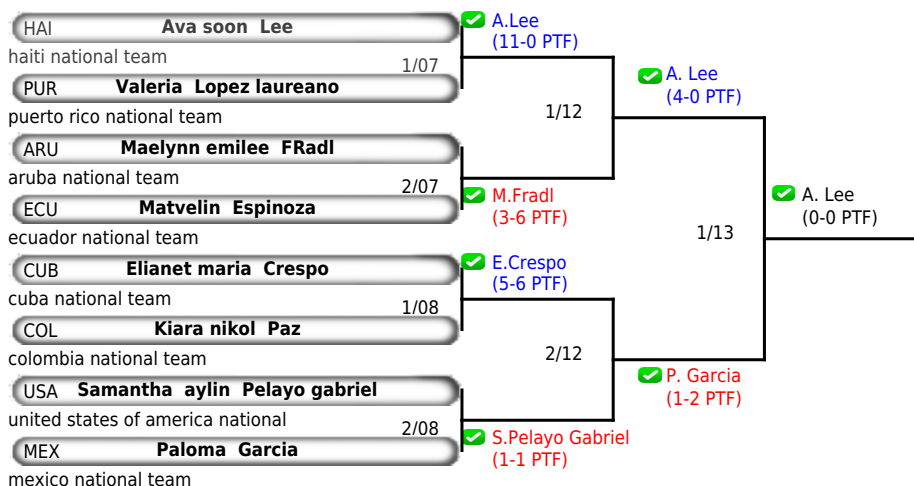 HAI Ava soon Lee
haiti national team
1/07
PUR Valeria Lopez laureano
puerto rico national team
A.Lee
(11-0 PTF)
ARU Maelynn emilee FRadl
aruba national team
2/07
ECU Matvelin Espinoza
ecuador national team
M.Fradl
(3-6 PTF)
1/12
A. Lee
(4-0 PTF)
CUB Elianet maria Crespo
cuba national team
1/08
COL Kiara nikol Paz
colombia national team
E.Crespo
(5-6 PTF)
USA Samantha aylin Pelayo gabriel
united states of america national
2/08
MEX Paloma Garcia
mexico national team
S.Pelayo Gabriel
(1-1 PTF)
2/12
P. Garcia
(1-2 PTF)
1/13
A. Lee
(0-0 PTF)